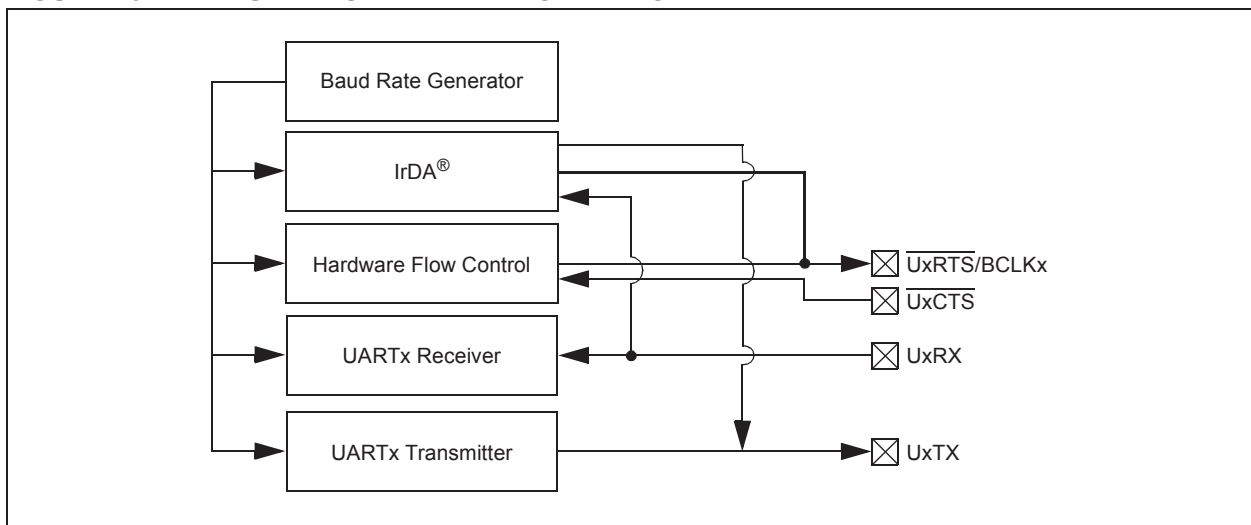 Baud Rate Generator
IrDA®
Hardware Flow Control
UxRTS/BCLKx
UxCTS
UARTx Receiver
UxRX
UARTx Transmitter
UxTX